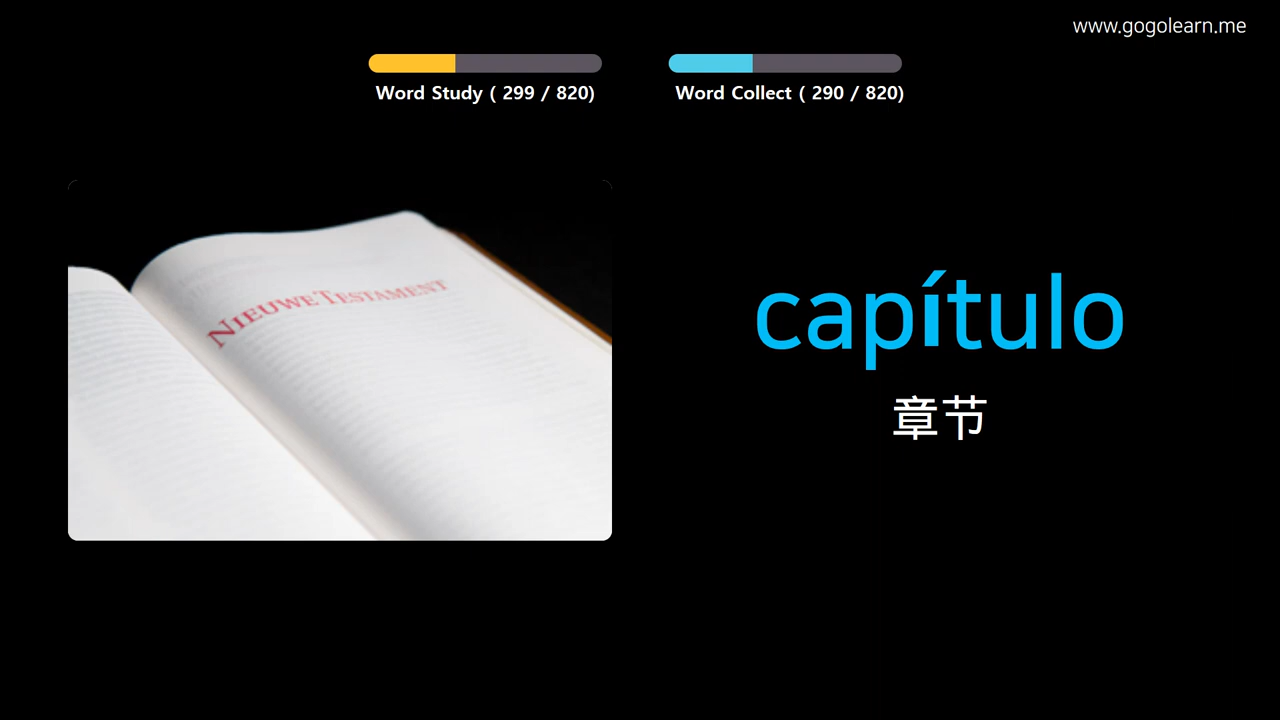 www.gogolearn.me
Word Study ( 299 / 820)
Word Collect ( 290 / 820)
NIEUWE TESTAMENT
capítulo
章节